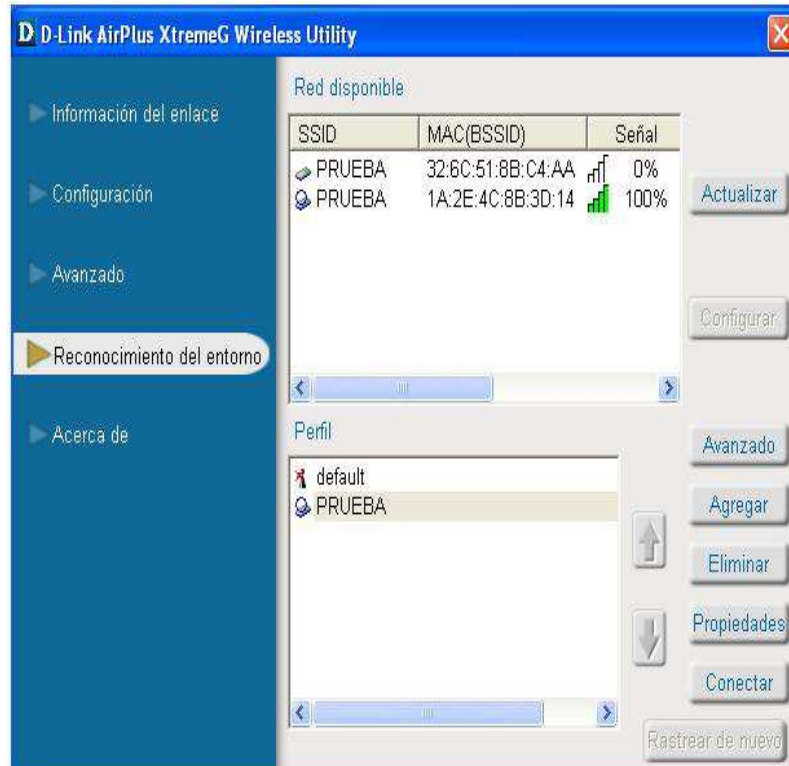 D D-Link AirPlus XtremeG Wireless Utility
Información del enlace
Configuración
Avanzado
Reconocimiento del entorno
Acerca de
Red disponible
SSID MAC(BSSID) Señal
PRUEBA 32:6C:51:8B:C4:AA 0%
PRUEBA 1A:2E:4C:8B:3D:14 100%
Actualizar
Configurar
Perfil
default
PRUEBA
Avanzado
Agregar
Eliminar
Propiedades
Conectar
Rastrear de nuevo